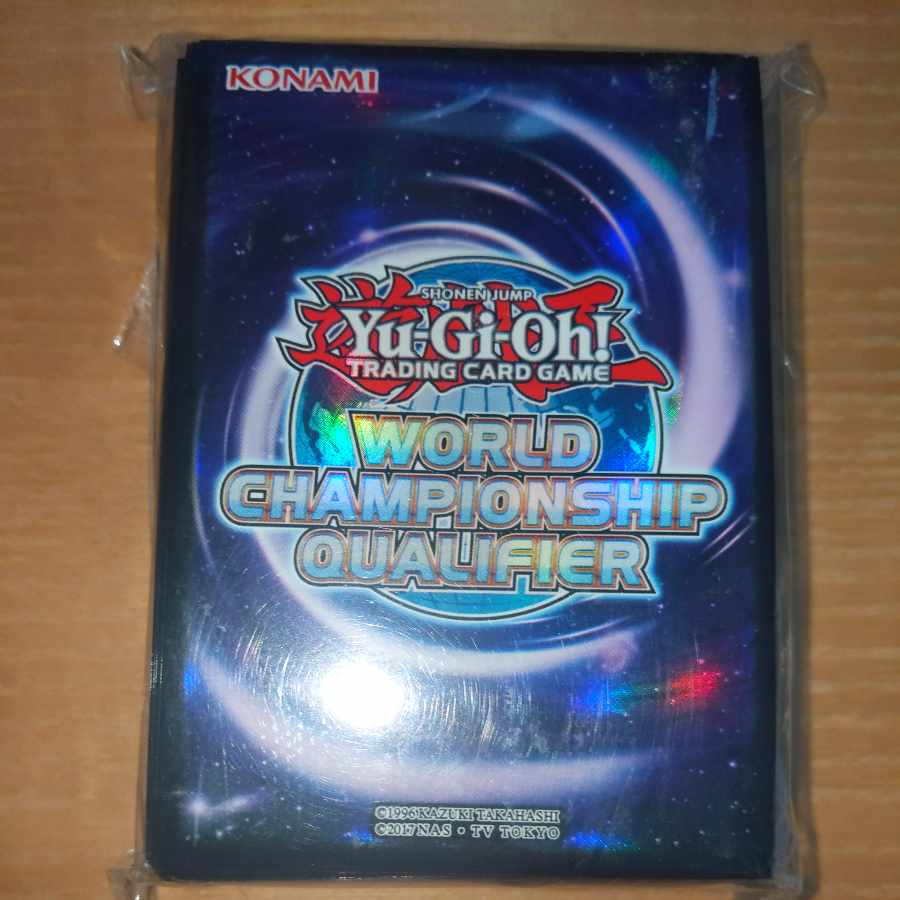 KONAMI
SHONEN JUMP
Yu-Gi-Oh!
TRADING CARD GAME
WORLD
CHAMPIONSHIP
QUALIFIER
©1996 KAZUKI TAKAHASHI
©2017 NAS • TV TOKYO